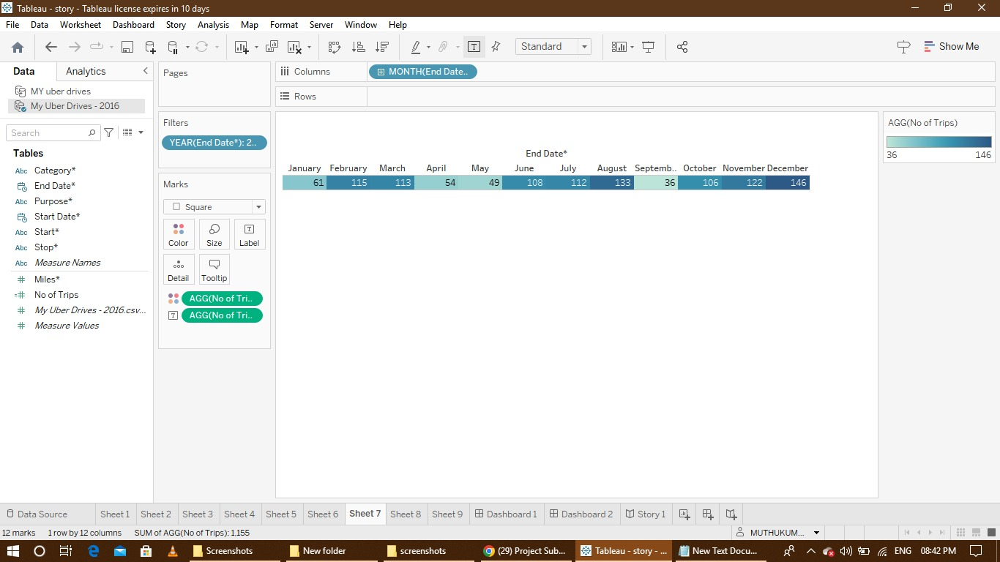 Tableau - story - Tableau license expires in 10 days
File Data Worksheet Dashboard Story Analysis Map Format Server Window Help
Standard
Show Me
Data Analytics
MY uber drives
My Uber Drives - 2016
Search
Tables
Abc Category*
End Date*
Abc Purpose*
Start Date*
Abc Start*
Abc Stop*
Abc Measure Names
# Miles*
=# No of Trips
# My Uber Drives - 2016.csv...
# Measure Values
Pages
Filters
YEAR(End Date*): 2..
Marks
Square
Color Size Label
Detail Tooltip
AGG(No of Tri..
AGG(No of Tri..
Columns MONTH(End Date..
Rows
End Date*
January February March April May June July August Septemb.. October November December
61 115 113 54 49 108 112 133 36 106 122 146
AGG(No of Trips)
36 146
Data Source Sheet 1 Sheet 2 Sheet 3 Sheet 4 Sheet 5 Sheet 6 Sheet 7 Sheet 8 Sheet 9 Dashboard 1 Dashboard 2 Story 1
12 marks 1 row by 12 columns SUM of AGG(No of Trips): 1,155 MUTHUKUM...
Screenshots New folder screenshots (29) Project Sub... Tableau - story - ... New Text Docu... ENG 08:42 PM